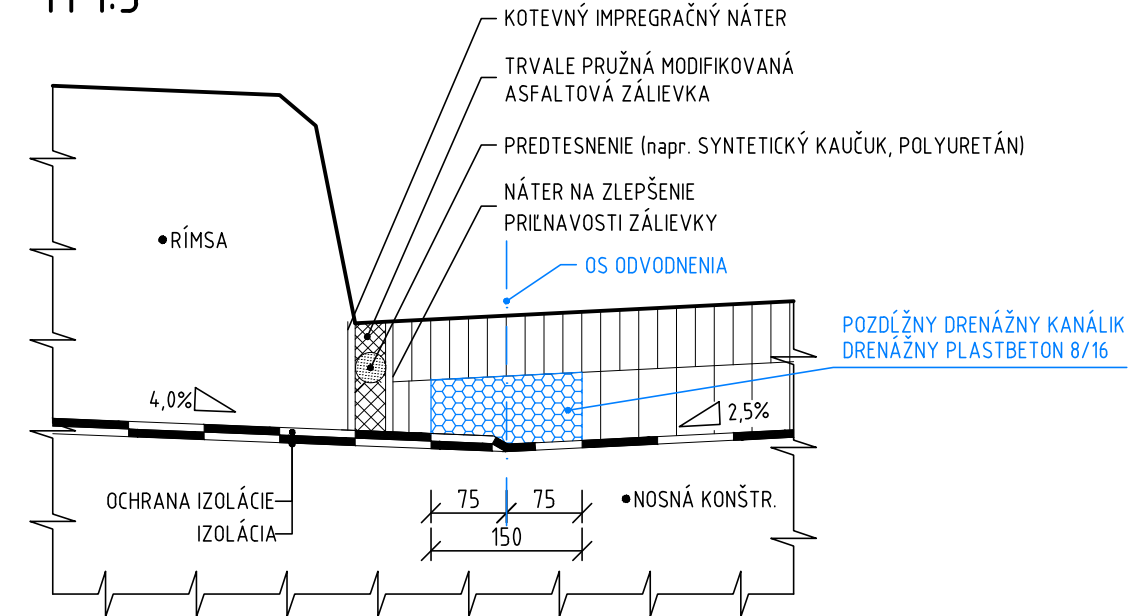 KOTEVNÝ IMPREGRAČNÝ NÁTER
TRVALE PRUŽNÁ MODIFIKOVANÁ
ASFALTOVÁ ZÁLIEVKA
PREDTESNENIE (napr. SYNTETICKÝ KAUČUK, POLYURETÁN)
NÁTER NA ZLEPŠENIE
PRIĽNAVOSTI ZÁLIEVKY
RÍMSA
OS ODVODNENIA
POZDĹŽNY DRENÁŽNY KANÁLIK
DRENÁŽNY PLASTBETON 8/16
4,0%
2,5%
OCHRANA IZOLÁCIE
IZOLÁCIA
75
75
150
NOSNÁ KONŠTR.